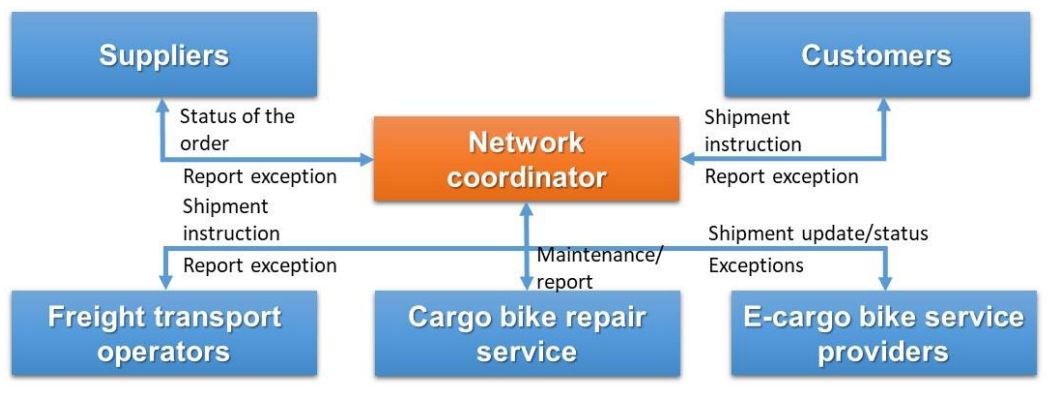 Suppliers
Customers
Status of the
order
Report exception
Network
coordinator
Shipment
instruction
Report exception
Shipment
instruction
Report exception
Maintenance/
report
Shipment update/status
Exceptions
Freight transport
operators
Cargo bike repair
service
E-cargo bike service
providers